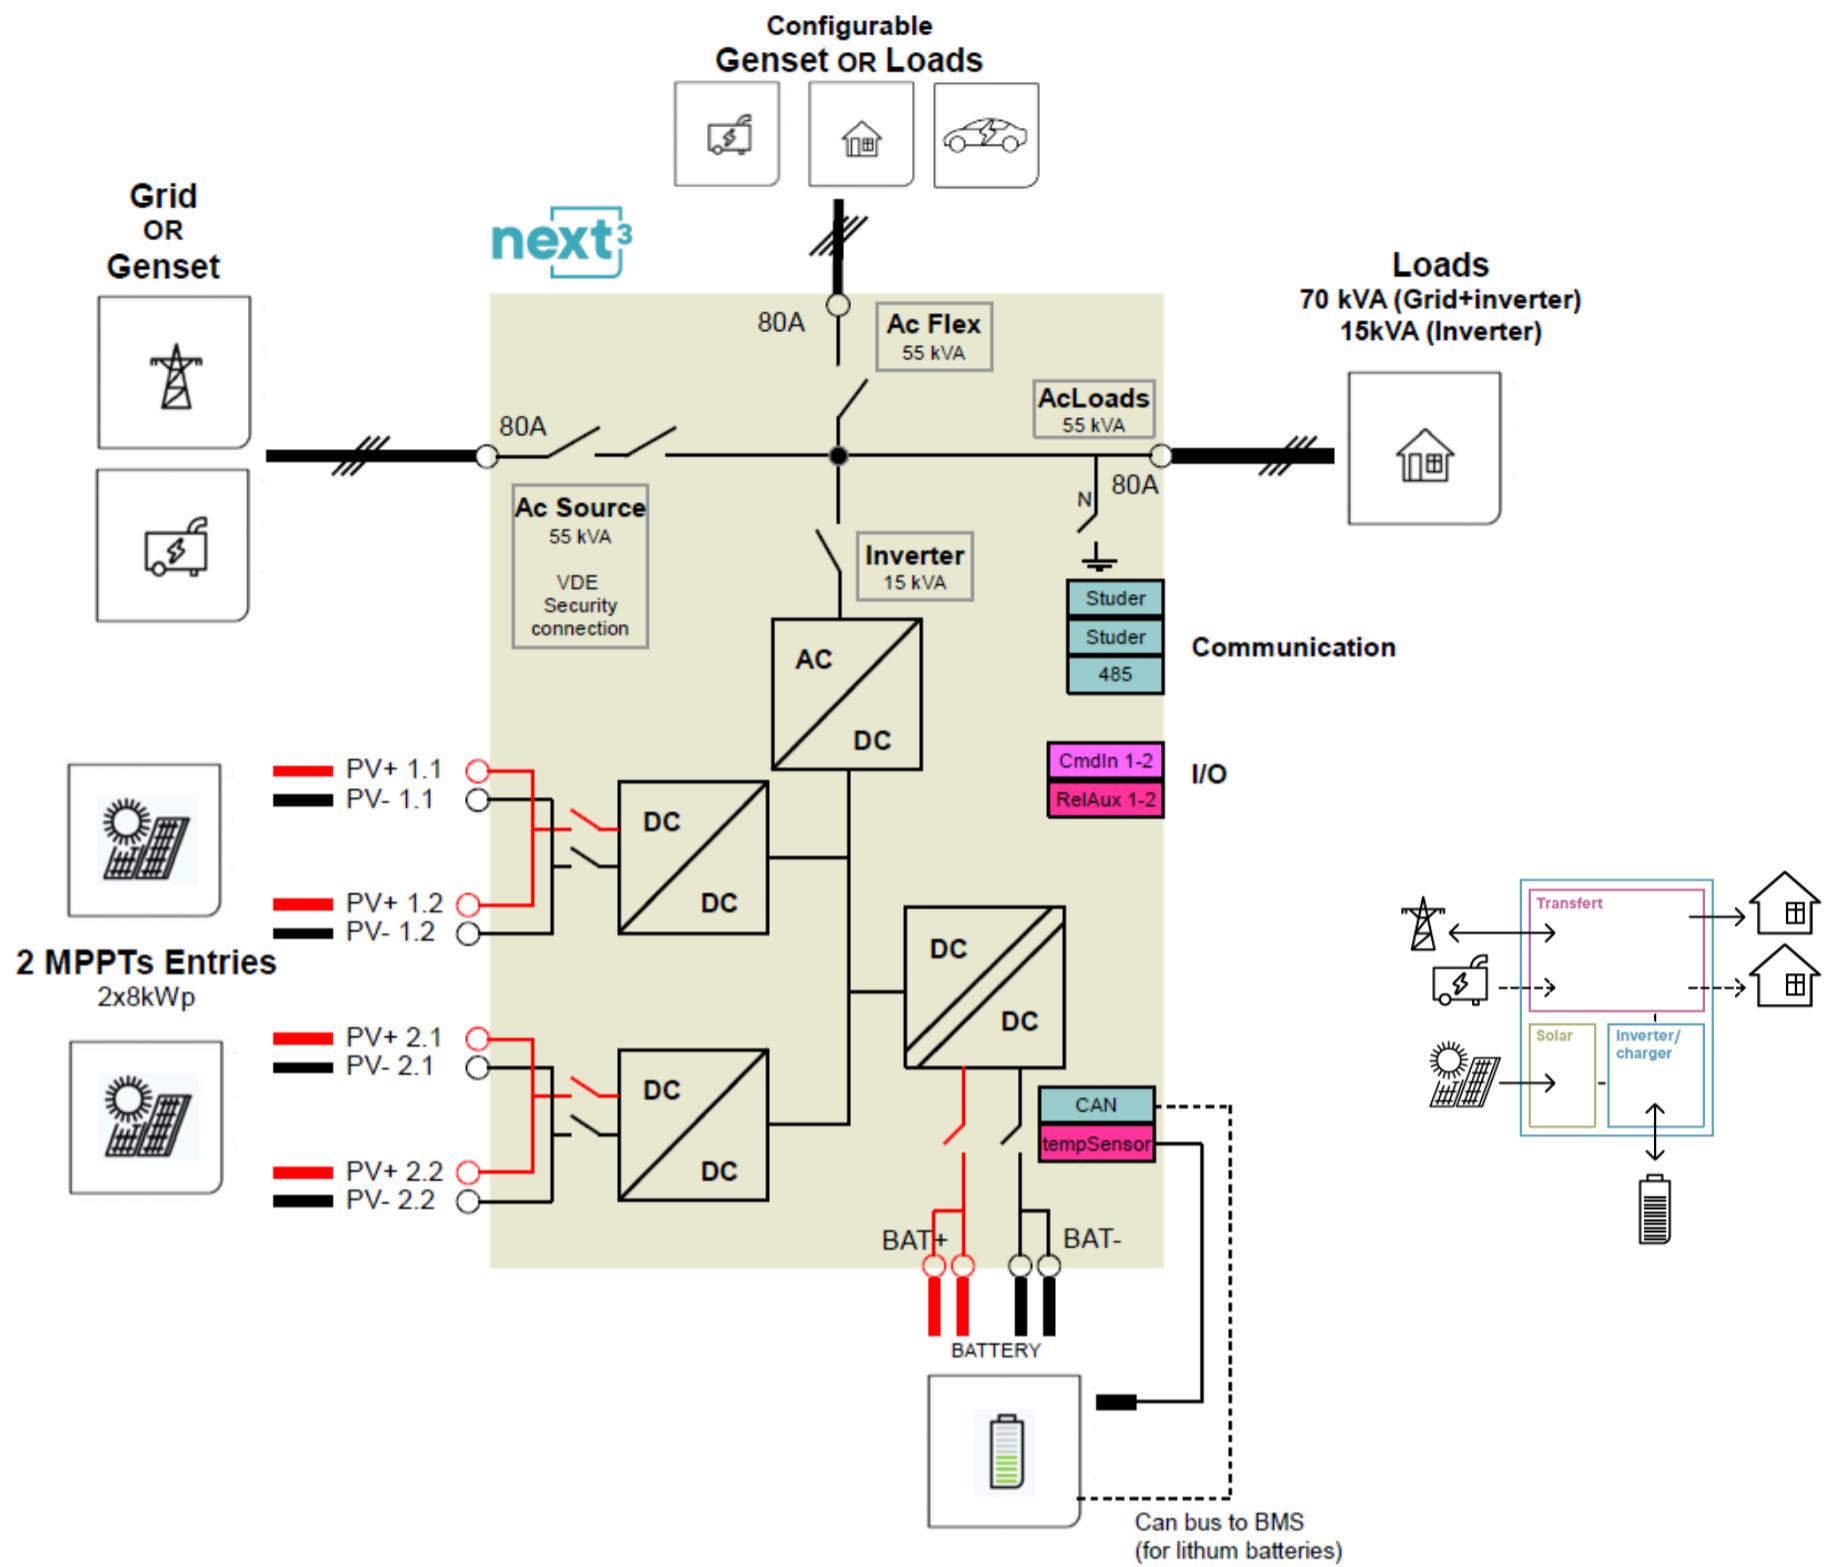 Configurable
Genset OR Loads
Grid
OR
Genset
next3
80A
Ac Flex
55 kVA
Loads
70 kVA (Grid+inverter)
15kVA (Inverter)
80A
AcLoads
55 kVA
80A
N
Ac Source
55 kVA
VDE
Security
connection
Inverter
15 kVA
Studer
Studer
485
Communication
AC
DC
CmdIn 1-2
RelAux 1-2
I/O
PV+ 1.1
PV- 1.1
DC
DC
PV+ 1.2
PV- 1.2
2 MPPTs Entries
2x8kWp
DC
DC
PV+ 2.1
PV- 2.1
DC
DC
PV+ 2.2
PV- 2.2
CAN
tempSensor
BAT+
BAT-
BATTERY
Can bus to BMS
(for lithum batteries)
Transfert
Solar
Inverter/
charger